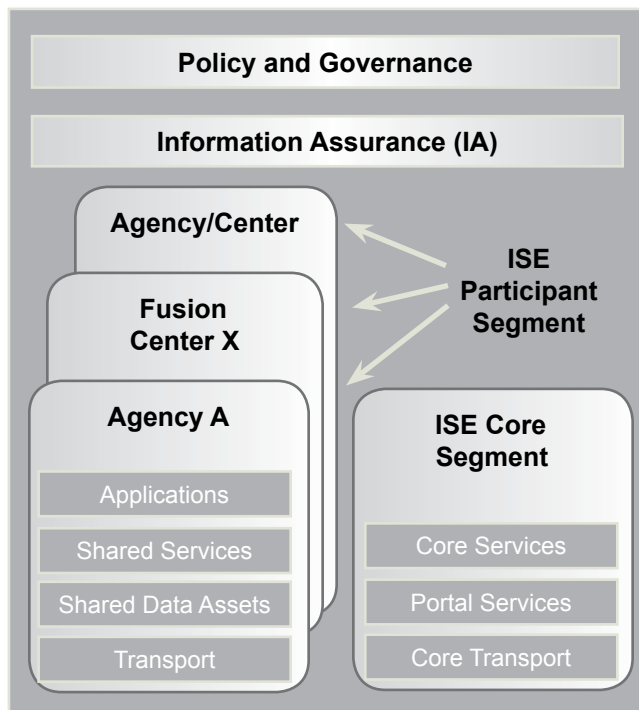 Policy and Governance
Information Assurance (IA)
Agency/Center
Fusion
Center X
Agency A
Applications
Shared Services
Shared Data Assets
Transport
ISE
Participant
Segment
ISE Core
Segment
Core Services
Portal Services
Core Transport